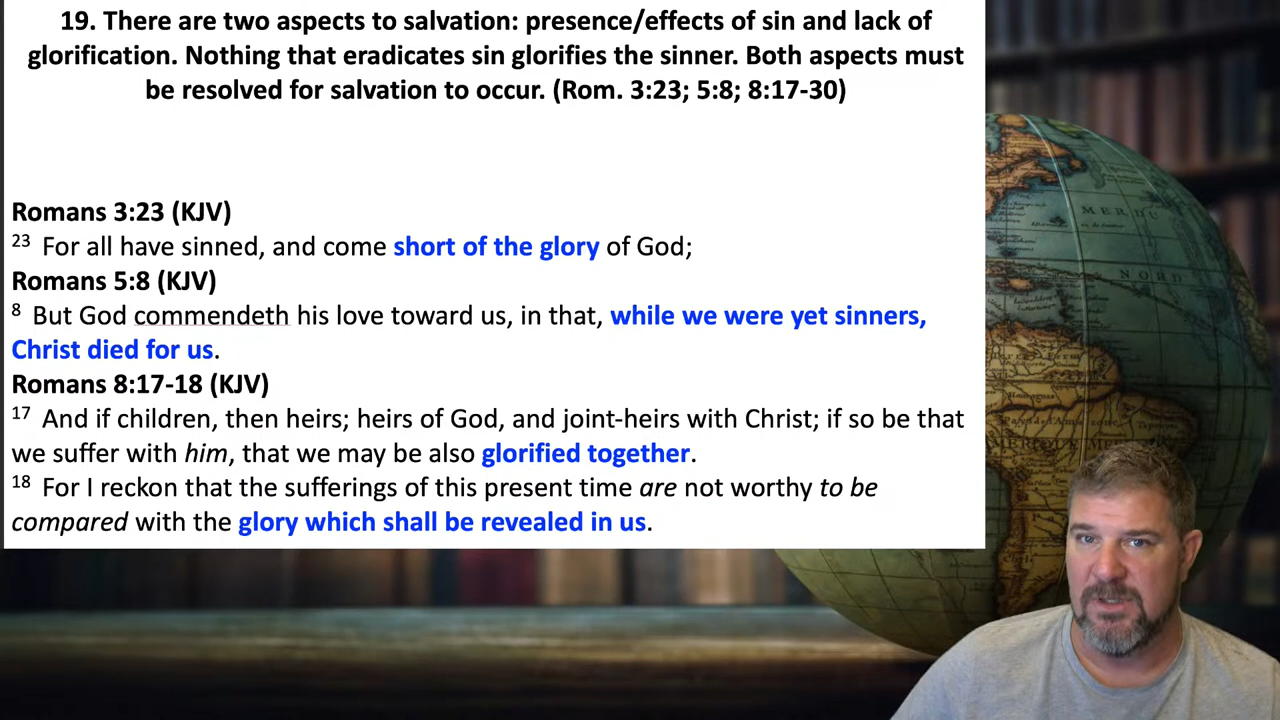 19. There are two aspects to salvation: presence/effects of sin and lack of
glorification. Nothing that eradicates sin glorifies the sinner. Both aspects must
be resolved for salvation to occur. (Rom. 3:23; 5:8; 8:17-30)
Romans 3:23 (KJV)
23 For all have sinned, and come short of the glory of God;
Romans 5:8 (KJV)
8 But God commendeth his love toward us, in that, while we were yet sinners,
Christ died for us.
Romans 8:17-18 (KJV)
17 And if children, then heirs; heirs of God, and joint-heirs with Christ; if so be that
we suffer with him, that we may be also glorified together.
18 For I reckon that the sufferings of this present time are not worthy to be
compared with the glory which shall be revealed in us.
MER DU
NORD